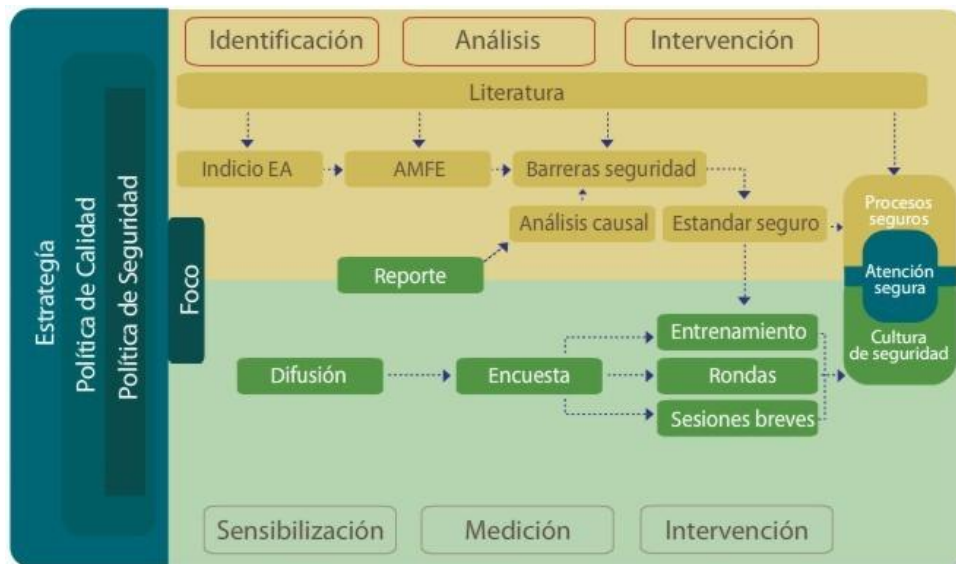 Identificación
Análisis
Intervención
Literatura
Indicio EA
AMFE
Barreras seguridad
Análisis causal
Estandar seguro
Reporte
Procesos
seguros
Atención
segura
Cultura
de seguridad
Estrategía
Política de Calidad
Política de Seguridad
Foco
Difusión
Encuesta
Entrenamiento
Rondas
Sesiones breves
Sensibilización
Medición
Intervención